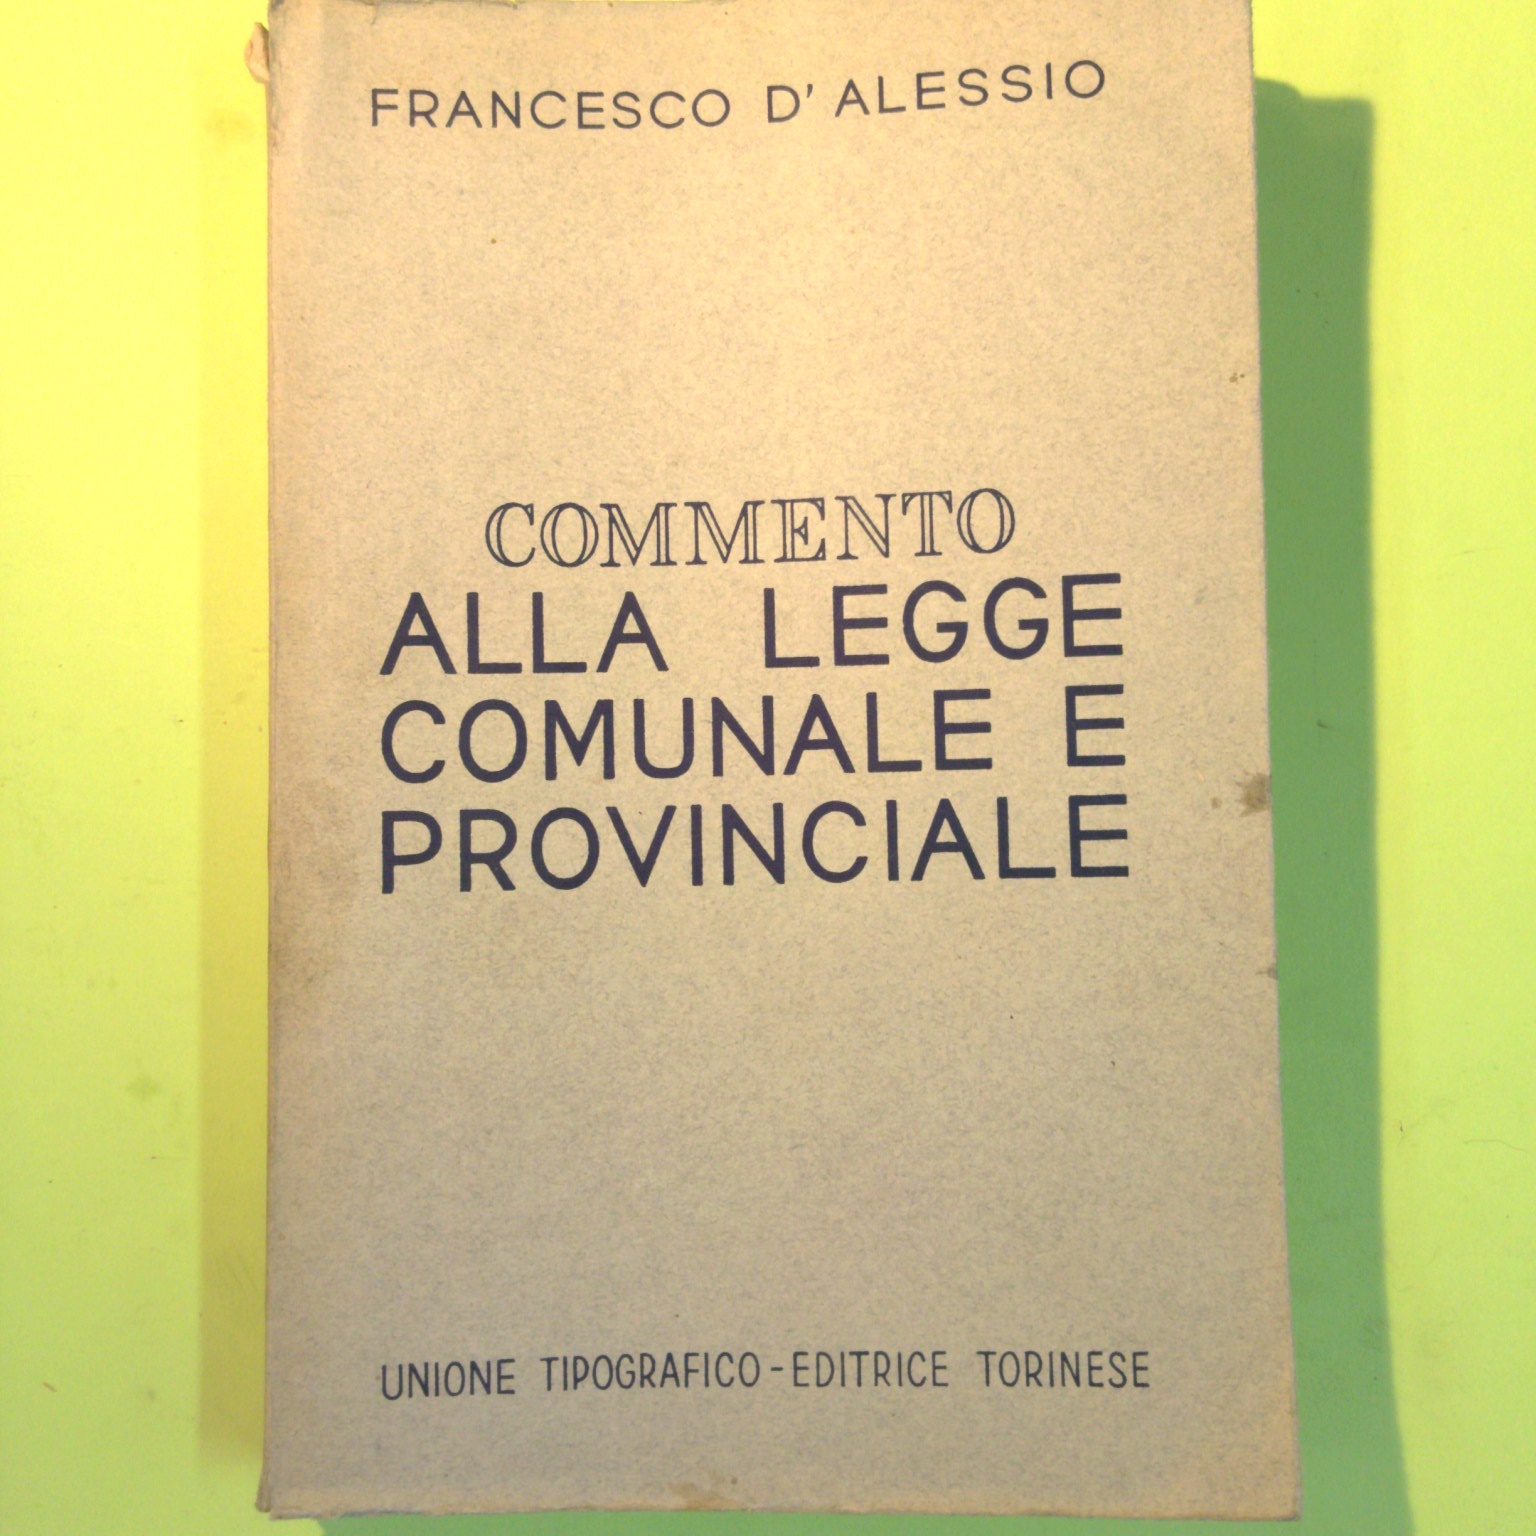 FRANCESCO D'ALESSIO
COMMENTO
ALLA LEGGE
COMUNALE E
PROVINCIALE
UNIONE TIPOGRAFICO-EDITRICE TORINESE